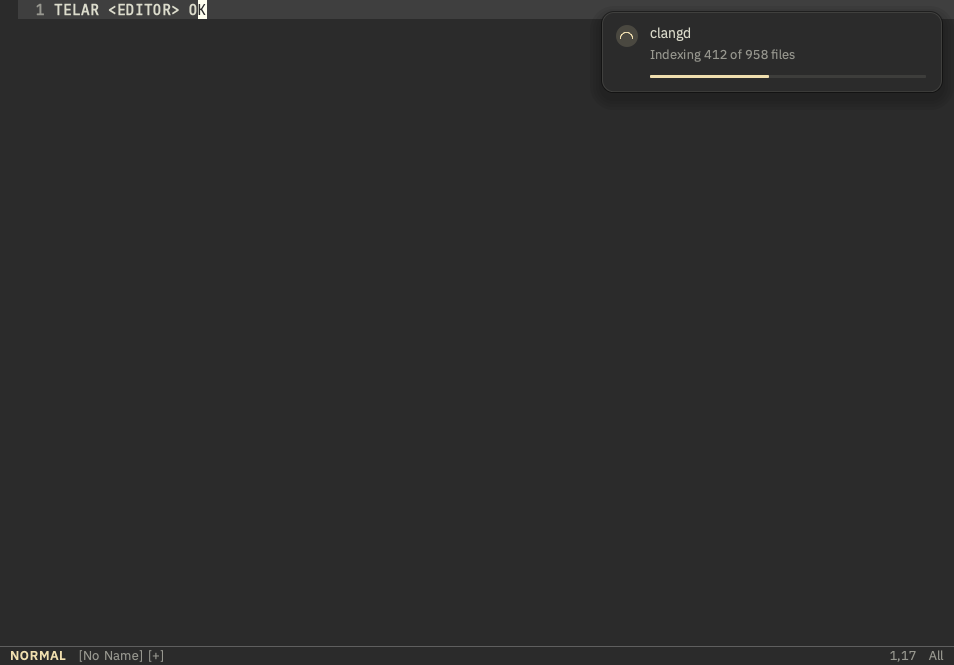 1 TELAR <EDITOR> OK
clangd
Indexing 412 of 958 files
NORMAL [No Name] [+] 1,17 All